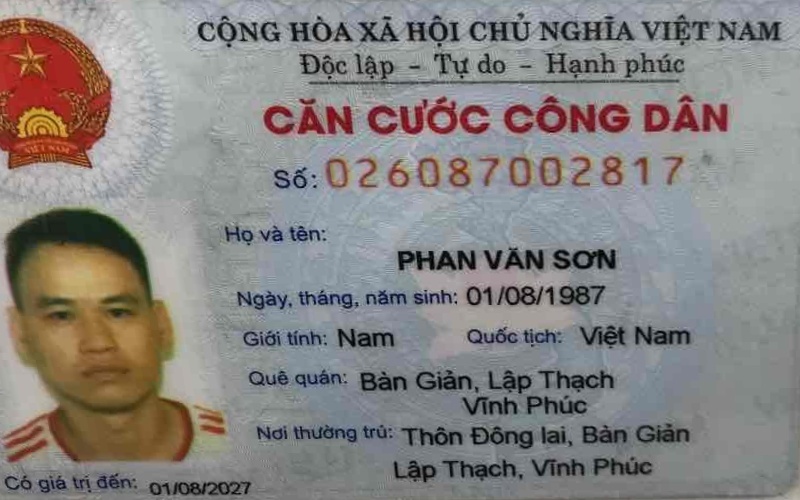 CỘNG HÒA XÃ HỘI CHỦ NGHĨA VIỆT NAM
Độc lập - Tự do - Hạnh phúc
CĂN CƯỚC CÔNG DÂN
Số: 026087002817
Họ và tên:
PHAN VĂN SƠN
Ngày, tháng, năm sinh: 01/08/1987
Giới tính: Nam Quốc tịch: Việt Nam
Quê quán: Bàn Giản, Lập Thạch
Vĩnh Phúc
Nơi thường trú: Thôn Đông lai, Bàn Giản
Lập Thạch, Vĩnh Phúc
Có giá trị đến: 01/08/2027
VIỆT NAM